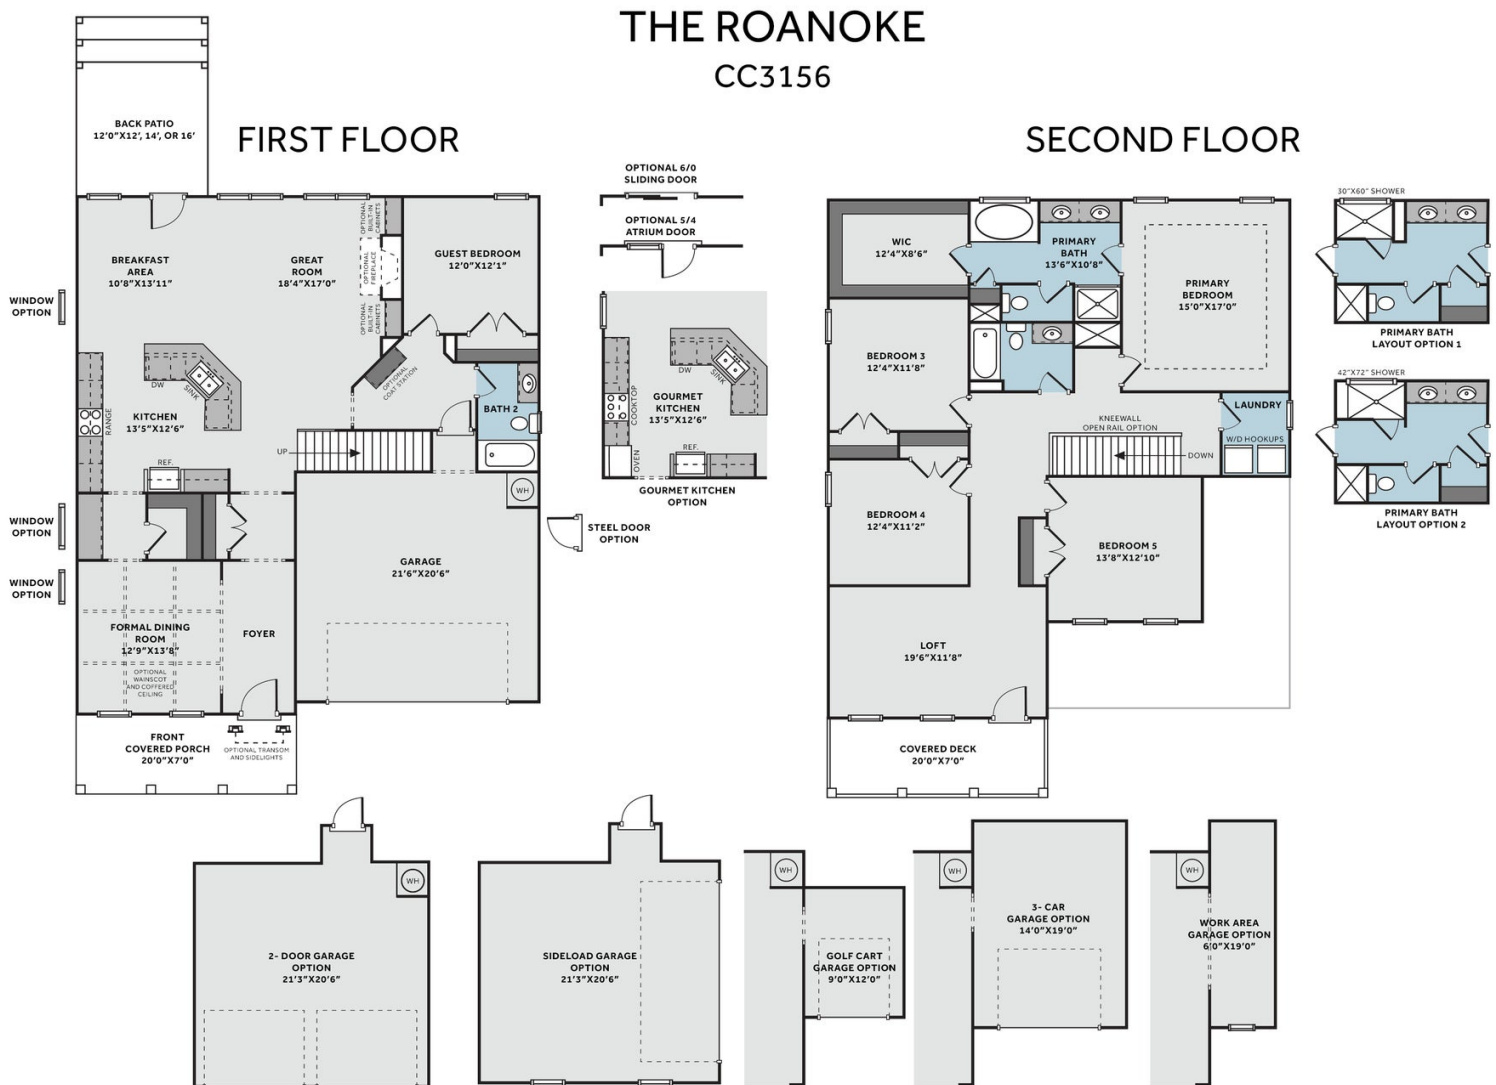 THE ROANOKE
CC3156
FIRST FLOOR
BACK PATIO
12'0"X12', 14', OR 16'
BREAKFAST
AREA
10'8"X13'11"
GREAT
ROOM
18'4"X17'0"
OPTIONAL
BUILT-IN
CABINETS
OPTIONAL
FIREPLACE
OPTIONAL
BUILT-IN
CABINETS
GUEST BEDROOM
12'0"X12'1"
WINDOW
OPTION
OPTIONAL
COAT STATION
DW
SINK
RANGE
KITCHEN
13'5"X12'6"
REF.
UP
BATH 2
WH
WINDOW
OPTION
WINDOW
OPTION
GARAGE
21'6"X20'6"
FORMAL DINING
ROOM
12'9"X13'8"
OPTIONAL
WAINSCOT
AND COFFERED
CEILING
FOYER
FRONT
COVERED PORCH
20'0"X7'0"
OPTIONAL TRANSOM
AND SIDELIGHTS
OPTIONAL 6/0
SLIDING DOOR
OPTIONAL 5/4
ATRIUM DOOR
DW
SINK
COOKTOP
GOURMET
KITCHEN
13'5"X12'6"
OVEN
REF.
GOURMET KITCHEN
OPTION
STEEL DOOR
OPTION
SECOND FLOOR
WIC
12'4"X8'6"
PRIMARY
BATH
13'6"X10'8"
PRIMARY
BEDROOM
15'0"X17'0"
BEDROOM 3
12'4"X11'8"
LAUNDRY
W/D HOOKUPS
KNEEWALL
OPEN RAIL OPTION
DOWN
BEDROOM 4
12'4"X11'2"
BEDROOM 5
13'8"X12'10"
LOFT
19'6"X11'8"
COVERED DECK
20'0"X7'0"
30"X60" SHOWER
PRIMARY BATH
LAYOUT OPTION 1
42"X72" SHOWER
PRIMARY BATH
LAYOUT OPTION 2
WH
2- DOOR GARAGE
OPTION
21'3"X20'6"
SIDELOAD GARAGE
OPTION
21'3"X20'6"
WH
GOLF CART
GARAGE OPTION
9'0"X12'0"
WH
3- CAR
GARAGE OPTION
14'0"X19'0"
WH
WORK AREA
GARAGE OPTION
6'0"X19'0"